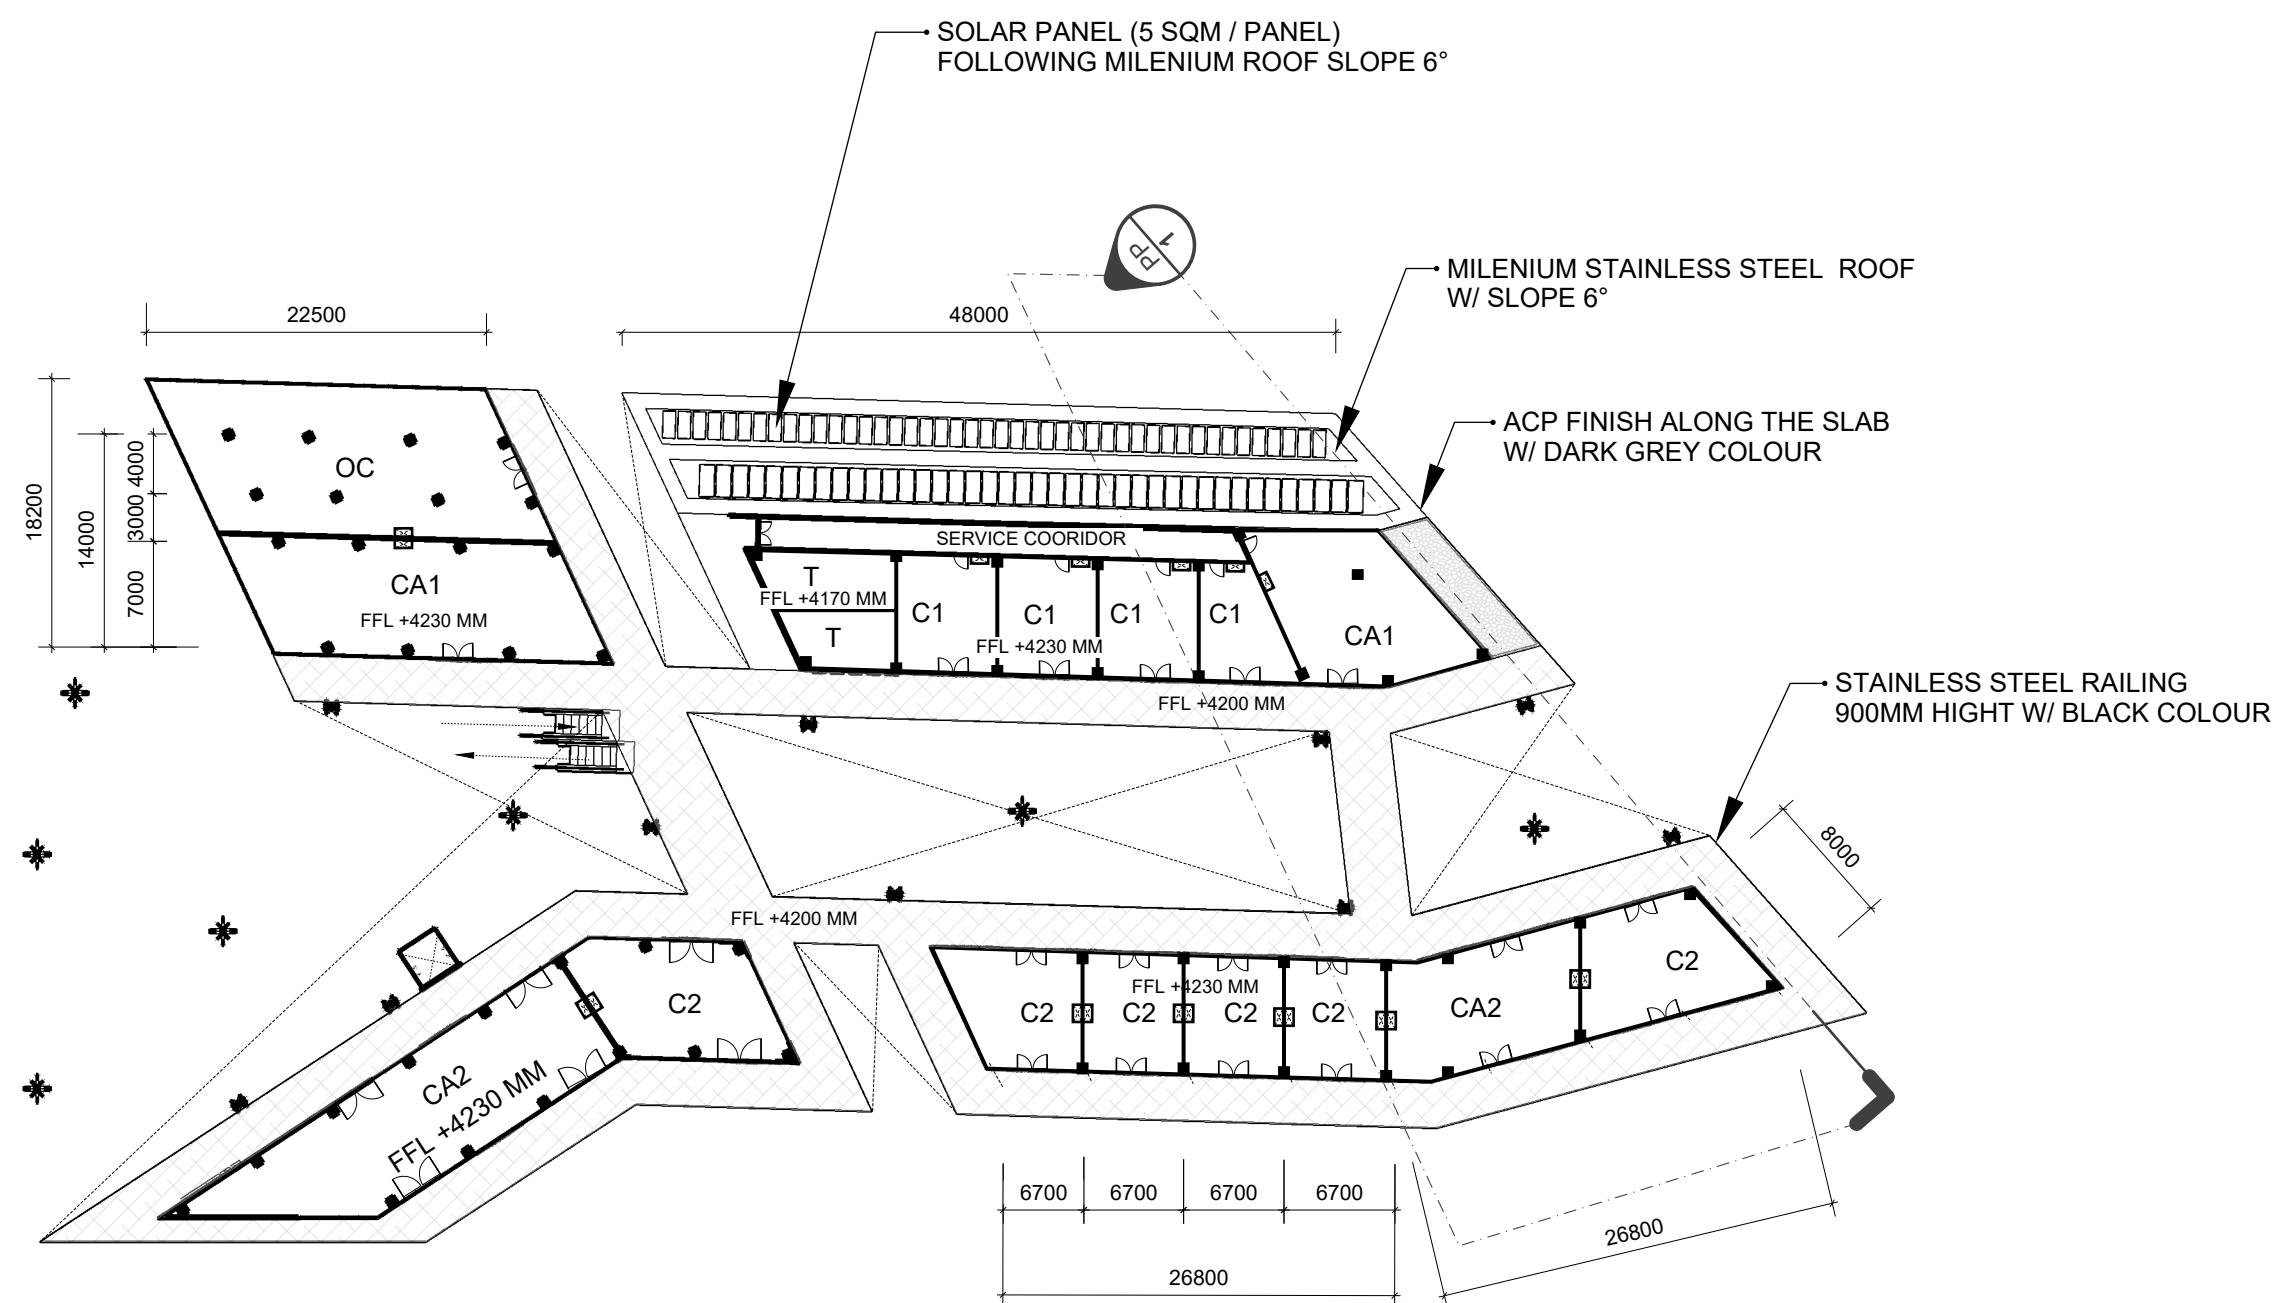 SOLAR PANEL (5 SQM / PANEL)
FOLLOWING MILENIUM ROOF SLOPE 6°
1
PP
MILENIUM STAINLESS STEEL ROOF
W/ SLOPE 6°
22500
48000
ACP FINISH ALONG THE SLAB
W/ DARK GREY COLOUR
18200
14000
4000
3000
7000
OC
CA1
FFL +4230 MM
SERVICE COORIDOR
T
FFL +4170 MM
T
C1
C1
C1
C1
FFL +4230 MM
CA1
FFL +4200 MM
STAINLESS STEEL RAILING
900MM HIGHT W/ BLACK COLOUR
8000
FFL +4200 MM
C2
CA2
FFL +4230 MM
FFL +4230 MM
C2
C2
C2
C2
CA2
C2
6700
6700
6700
6700
26800
26800